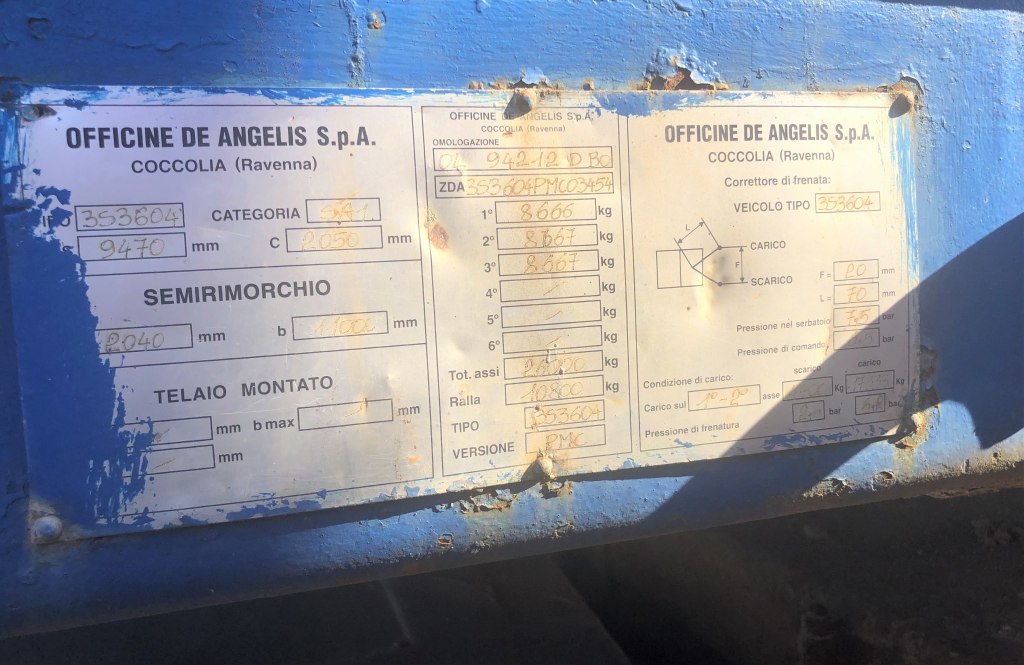 OFFICINE DE ANGELIS S.p.A.
COCCOLIA (Ravenna)
3S3604 CATEGORIA
9470 mm C 2050 mm
SEMIRIMORCHIO
2040 mm b mm
TELAIO MONTATO
mm b max mm
mm
OFFICINE DE ANGELIS S.p.A.
COCCOLIA (Ravenna)
OMOLOGAZIONE
ZDA3S3604PMC03454
1° 8666 kg
2° 8667 kg
3° 8667 kg
4° kg
5° kg
6° kg
Tot. assi kg
Ralla 10800 kg
TIPO 3S3604
VERSIONE PMC
OFFICINE DE ANGELIS S.p.A.
COCCOLIA (Ravenna)
Correttore di frenata:
VEICOLO TIPO 3S3604
L
CARICO
F
SCARICO
F = mm
L = 70 mm
Pressione nel serbatoio 7,5 bar
Pressione di comando bar
Condizione di carico: scarico carico
Carico sul 1°-2° asse Kg Kg
Pressione di frenatura bar bar